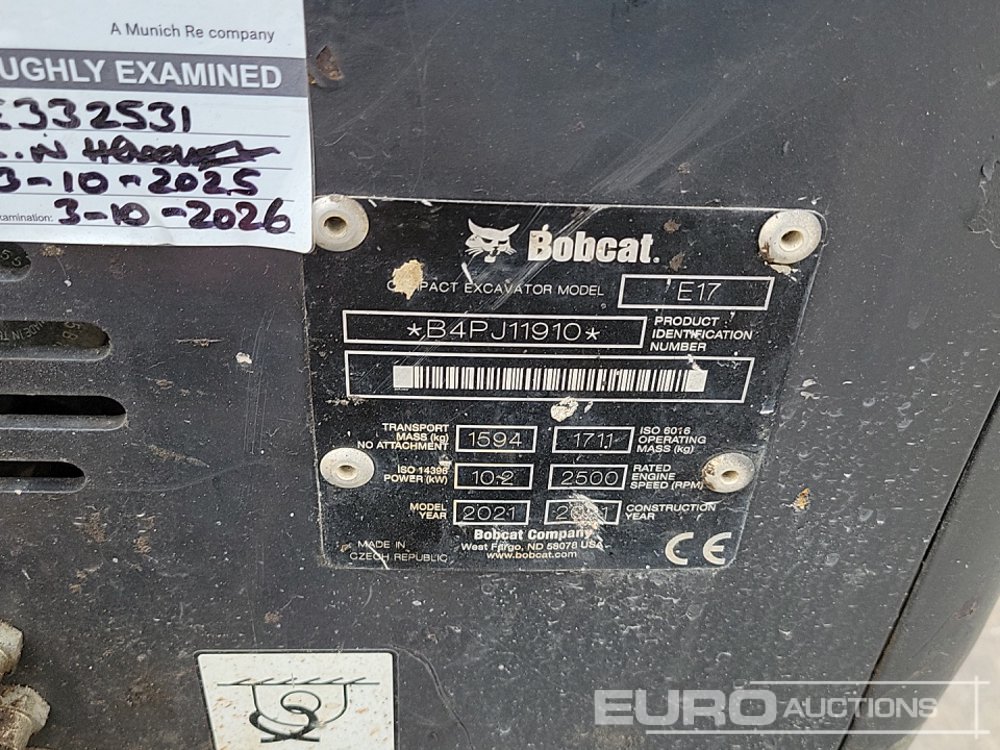 A Munich Re company
UGHLY EXAMINED
332531
3-10-2025
xamination: 3-10-2026
Bobcat.
COMPACT EXCAVATOR MODEL E17
*B4PJ11910* PRODUCT IDENTIFICATION NUMBER
TRANSPORT MASS (kg) NO ATTACHMENT 1594 1711 ISO 6016 OPERATING MASS (kg)
ISO 14396 POWER (kW) 10.2 2500 RATED ENGINE SPEED (RPM)
MODEL YEAR 2021 2021 CONSTRUCTION YEAR
Bobcat Company
West Fargo, ND 58078 USA
www.bobcat.com
MADE IN CZECH REPUBLIC
CE
EURO AUCTIONS